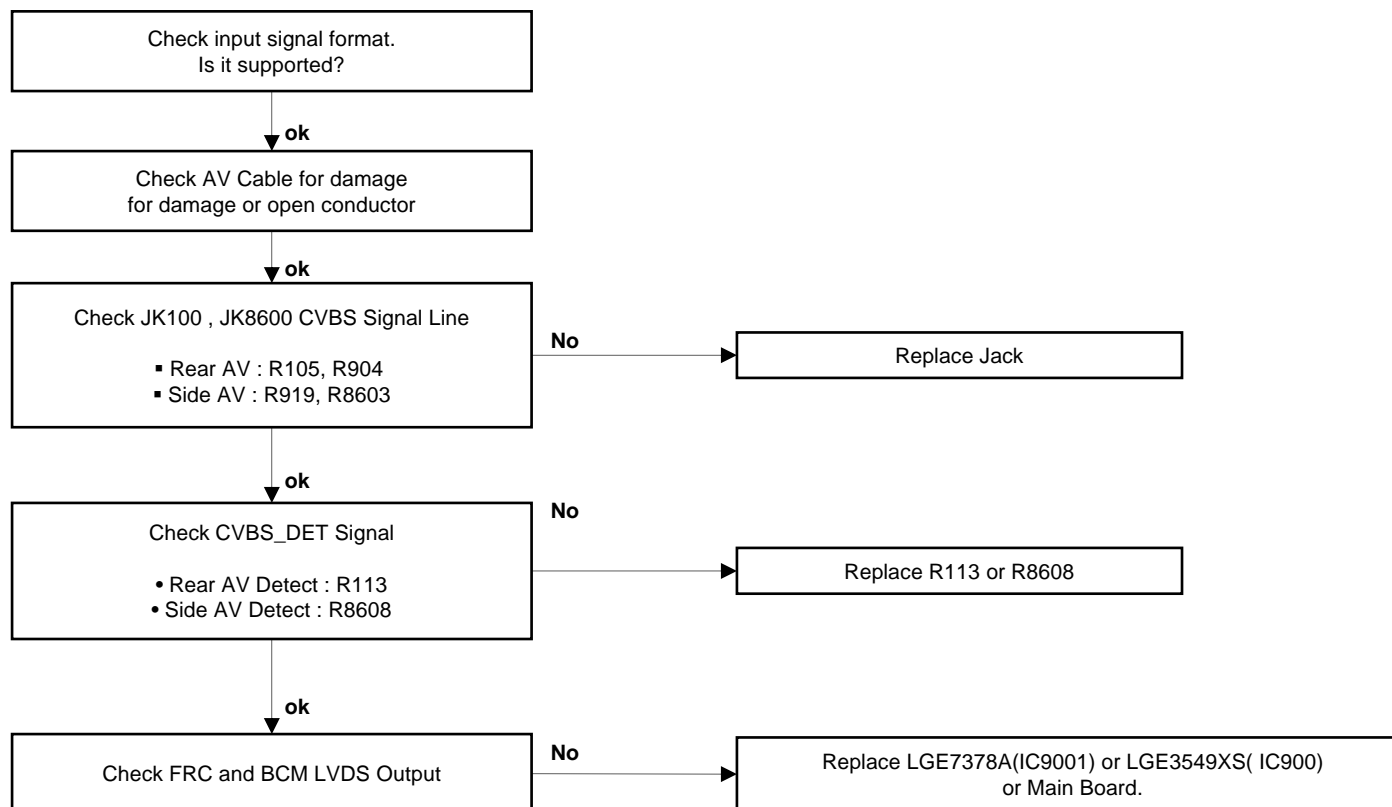 Check input signal format.
Is it supported?
ok
Check AV Cable for damage
for damage or open conductor
ok
Check JK100 , JK8600 CVBS Signal Line
▪ Rear AV : R105, R904
▪ Side AV : R919, R8603
No
Replace Jack
ok
Check CVBS_DET Signal
• Rear AV Detect : R113
• Side AV Detect : R8608
No
Replace R113 or R8608
ok
Check FRC and BCM LVDS Output
No
Replace LGE7378A(IC9001) or LGE3549XS( IC900)
or Main Board.